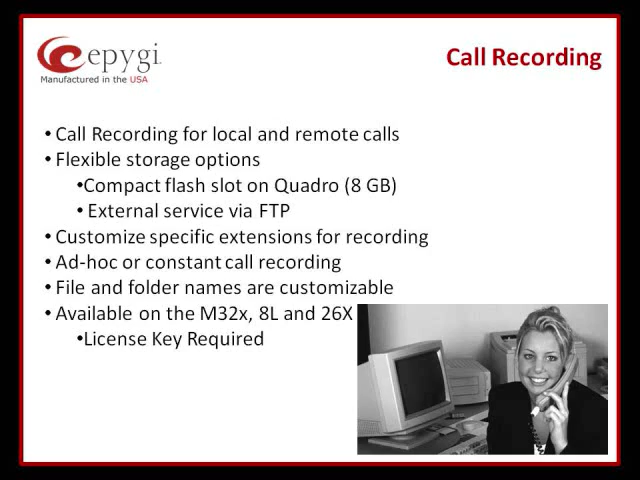 epygi
Manufactured in the USA
Call Recording
• Call Recording for local and remote calls
• Flexible storage options
•Compact flash slot on Quadro (8 GB)
• External service via FTP
• Customize specific extensions for recording
• Ad-hoc or constant call recording
• File and folder names are customizable
• Available on the M32x, 8L and 26X
•License Key Required